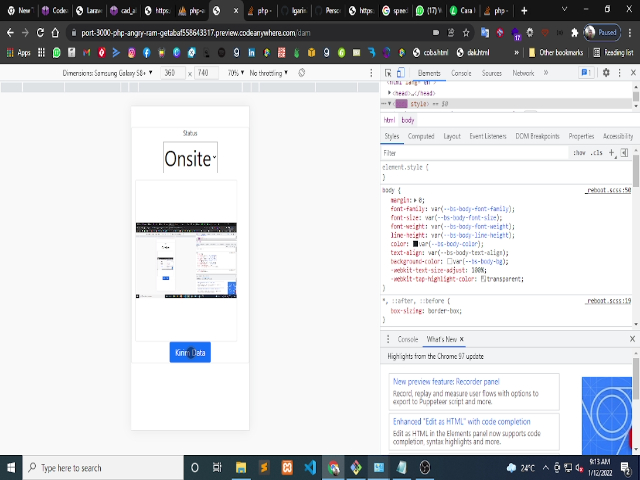 New
Code
Larav
cad_al
https:
php-a
php -
Ilgarin
Perso
https:
speed
(7) W
Cara I
php -
port-3000-php-angry-ram-getabaf558643317.preview.codeanywhere.com/dam
Paused
Apps
coba.html
dak.html
»
Other bookmarks
Reading list
Dimensions: Samsung Galaxy S8+
360
x
740
70%
No throttling
Elements
Console
Sources
Network
»
<head>…</head>
style> == $0
html
body
Styles
Computed
Layout
Event Listeners
DOM Breakpoints
Properties
Accessibility
Filter
:hov
.cls
+
element.style {
}
body {
_reboot.scss:50
margin: 0;
font-family: var(--bs-body-font-family);
font-size: var(--bs-body-font-size);
font-weight: var(--bs-body-font-weight);
line-height: var(--bs-body-line-height);
color: var(--bs-body-color);
text-align: var(--bs-body-text-align);
background-color: var(--bs-body-bg);
-webkit-text-size-adjust: 100%;
-webkit-tap-highlight-color: transparent;
}
*, ::after, ::before {
_reboot.scss:19
box-sizing: border-box;
}
Status
Onsite
Kirim Data
Console
What's New
Highlights from the Chrome 97 update
New preview feature: Recorder panel
Record, replay and measure user flows with options to
export to Puppeteer script and more.
Enhanced "Edit as HTML" with code completion
Edit as HTML in the Elements panel now supports code
completion, syntax highlights and more.
Type here to search
24°C
9:13 AM
1/12/2022